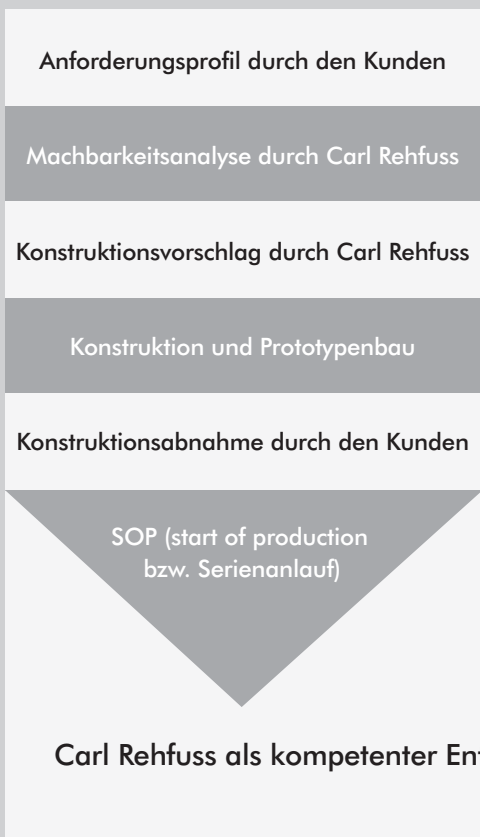 Anforderungsprofil durch den Kunden
Machbarkeitsanalyse durch Carl Rehfuss
Konstruktionsvorschlag durch Carl Rehfuss
Konstruktion und Prototypenbau
Konstruktionsabnahme durch den Kunden
SOP (start of production
bzw. Serienanlauf)
Carl Rehfuss als kompetenter